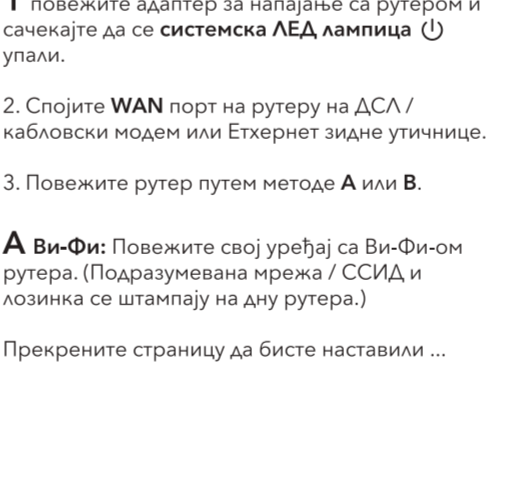 1 повежите адаптер за напајање са рутером и
сачекајте да се системска ЛЕД лампица ⏻
упали.
2. Спојите WAN порт на рутеру на ДСЛ /
кабловски модем или Етхернет зидне утичнице.
3. Повежите рутер путем методе А или В.
А Ви-Фи: Повежите свој уређај са Ви-Фи-ом
рутера. (Подразумевана мрежа / ССИД и
лозинка се штампају на дну рутера.)
Прекрените страницу да бисте наставили ...